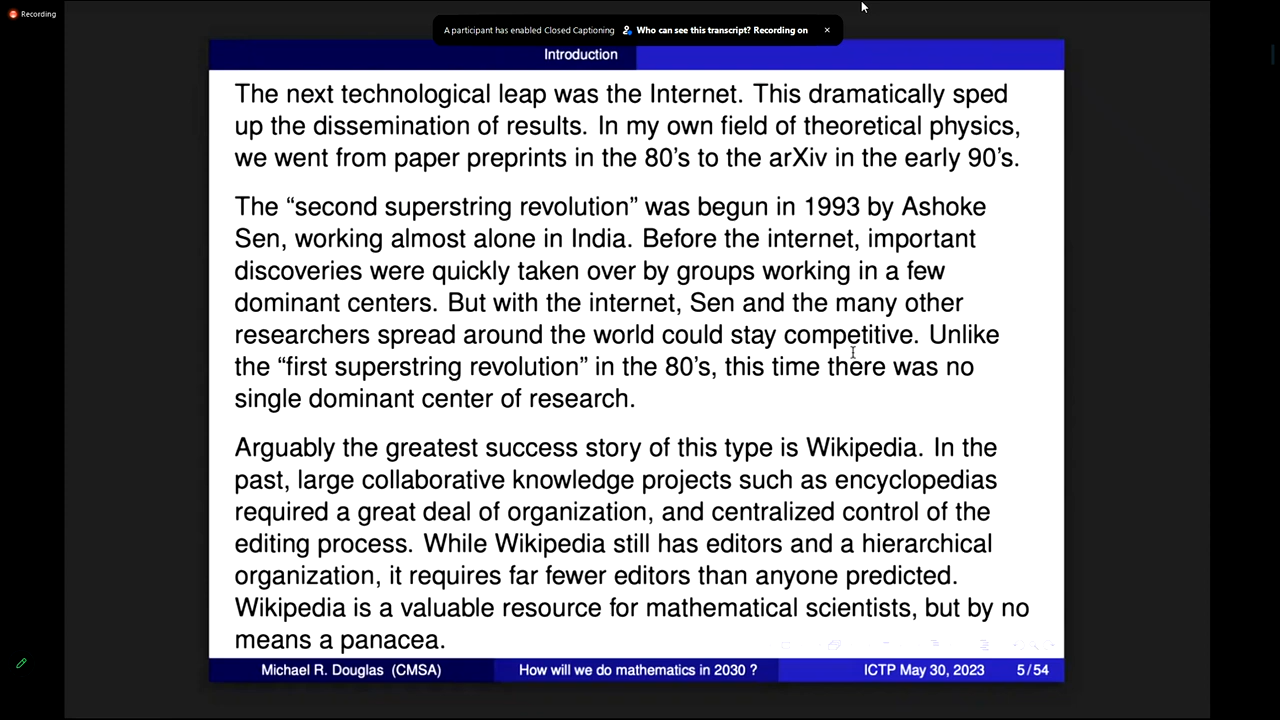 Recording
A participant has enabled Closed Captioning Who can see this transcript? Recording on ×
Introduction
The next technological leap was the Internet. This dramatically sped
up the dissemination of results. In my own field of theoretical physics,
we went from paper preprints in the 80's to the arXiv in the early 90's.
The “second superstring revolution” was begun in 1993 by Ashoke
Sen, working almost alone in India. Before the internet, important
discoveries were quickly taken over by groups working in a few
dominant centers. But with the internet, Sen and the many other
researchers spread around the world could stay competitive. Unlike
the “first superstring revolution” in the 80's, this time there was no
single dominant center of research.
Arguably the greatest success story of this type is Wikipedia. In the
past, large collaborative knowledge projects such as encyclopedias
required a great deal of organization, and centralized control of the
editing process. While Wikipedia still has editors and a hierarchical
organization, it requires far fewer editors than anyone predicted.
Wikipedia is a valuable resource for mathematical scientists, but by no
means a panacea.
Michael R. Douglas (CMSA) How will we do mathematics in 2030 ? ICTP May 30, 2023 5/54